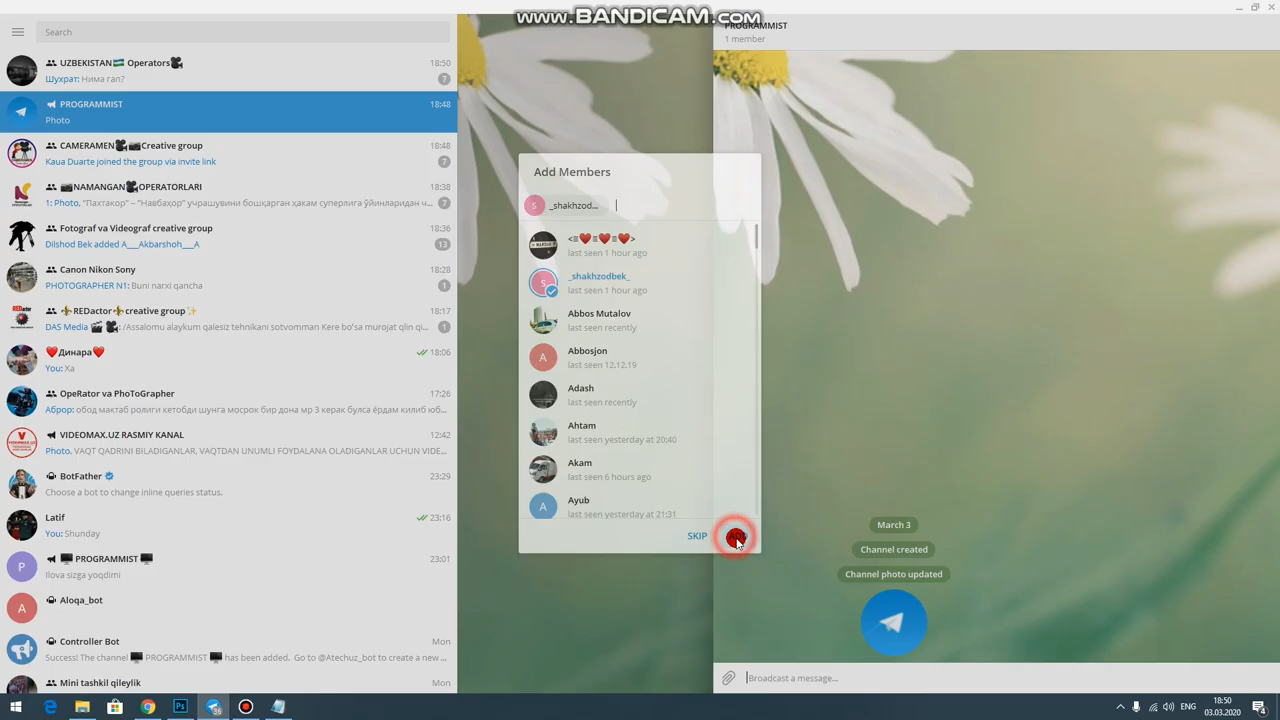 www.BANDICAM.com
Search
UZBEKISTAN🇺🇿 Operators🎥
18:50
Шухрат: Нима гап?
7
PROGRAMMIST
18:48
Photo
CAMERAMEN🎥📷Creative group
18:48
Kaua Duarte joined the group via invite link
7
📷NAMANGAN🎥OPERATORLARI
18:38
1: Photo, "Пахтакор" – "Навбаҳор" учрашувини бошқарган ҳакам суперлига ўйинларидан ч...
7
Fotograf va Videograf creative group
18:36
Dilshod Bek added A___Akbarshoh___A
13
Canon Nikon Sony
18:28
PHOTOGRAPHER N1: Buni narxi qancha
1
⚜️REDactor⚜️creative group✨
18:17
DAS Media 🎬 🎥: /Assalomu alaykum qalesiz tehnikani sotvomman Kere bo'sa murojat qlin qi...
1
❤️Динара❤️
18:06
You: Xa
OpeRator va PhoToGrapher
17:26
Аброр: обод мактаб ролиги кетобди шунга мосрок бир дона мр 3 керак булса ёрдам килиб юб...
VIDEOMAX.UZ RASMIY KANAL
12:42
Photo, VAQT QADRINI BILADIGANLAR, VAQTDAN UNUMLI FOYDALANA OLADIGANLAR UCHUN VIDE...
BotFather
23:29
Choose a bot to change inline queries status.
Latif
23:16
You: Shunday
🖥 PROGRAMMIST 🖥
23:01
Ilova sizga yoqdimi
Aloqa_bot
Controller Bot
Mon
Success! The channel 🖥 PROGRAMMIST 🖥 has been added. Go to @Atechuz_bot to create a new ...
Mini tashkil qileylik
Mon
P
A
REDactor
Add Members
S
_shakhzod...
<≡❤️≡❤️≡❤️>
last seen 1 hour ago
S
_shakhzodbek_
last seen 1 hour ago
Abbos Mutalov
last seen recently
A
Abbosjon
last seen 12.12.19
Adash
last seen recently
Ahtam
last seen yesterday at 20:40
Akam
last seen 6 hours ago
A
Ayub
last seen yesterday at 21:31
SKIP
ADD
PROGRAMMIST
1 member
March 3
Channel created
Channel photo updated
Broadcast a message...
36
ENG
18:50
03.03.2020
4